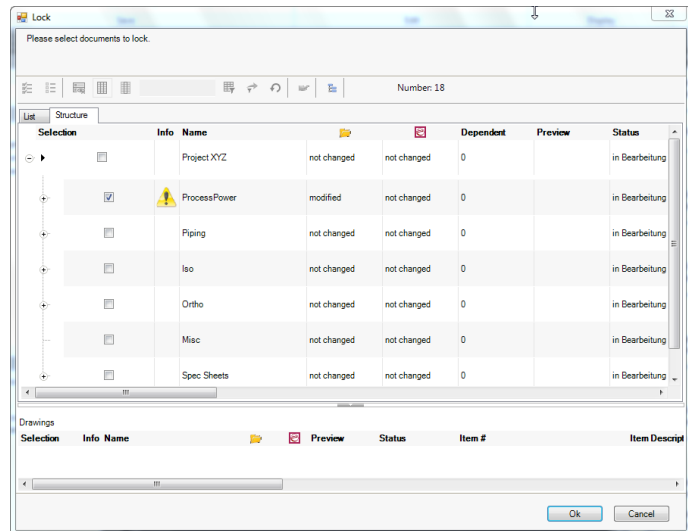 Lock
Please select documents to lock.
Number: 18
List Structure
Selection Info Name Dependent Preview Status
Project XYZ not changed not changed 0 in Bearbeitung
ProcessPower modified 0 in Bearbeitung
Piping not changed not changed 0 in Bearbeitung
Iso not changed not changed 0 in Bearbeitung
Ortho not changed not changed 0 in Bearbeitung
Misc not changed not changed 0 in Bearbeitung
Spec Sheets not changed not changed 0 in Bearbeitung
Drawings
Selection Info Name Preview Status Item # Item Descript
Ok Cancel